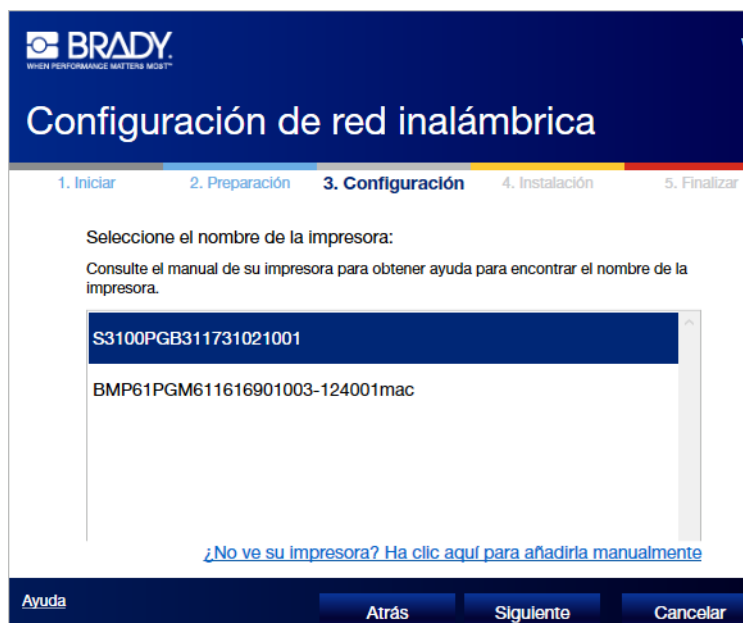 BRADY.
WHEN PERFORMANCE MATTERS MOST™
Configuración de red inalámbrica
1. Iniciar
2. Preparación
3. Configuración
4. Instalación
5. Finalizar
Seleccione el nombre de la impresora:
Consulte el manual de su impresora para obtener ayuda para encontrar el nombre de la
impresora.
S3100PGB311731021001
BMP61PGM611616901003-124001mac
¿No ve su impresora? Ha clic aquí para añadirla manualmente
Ayuda
Atrás
Siguiente
Cancelar